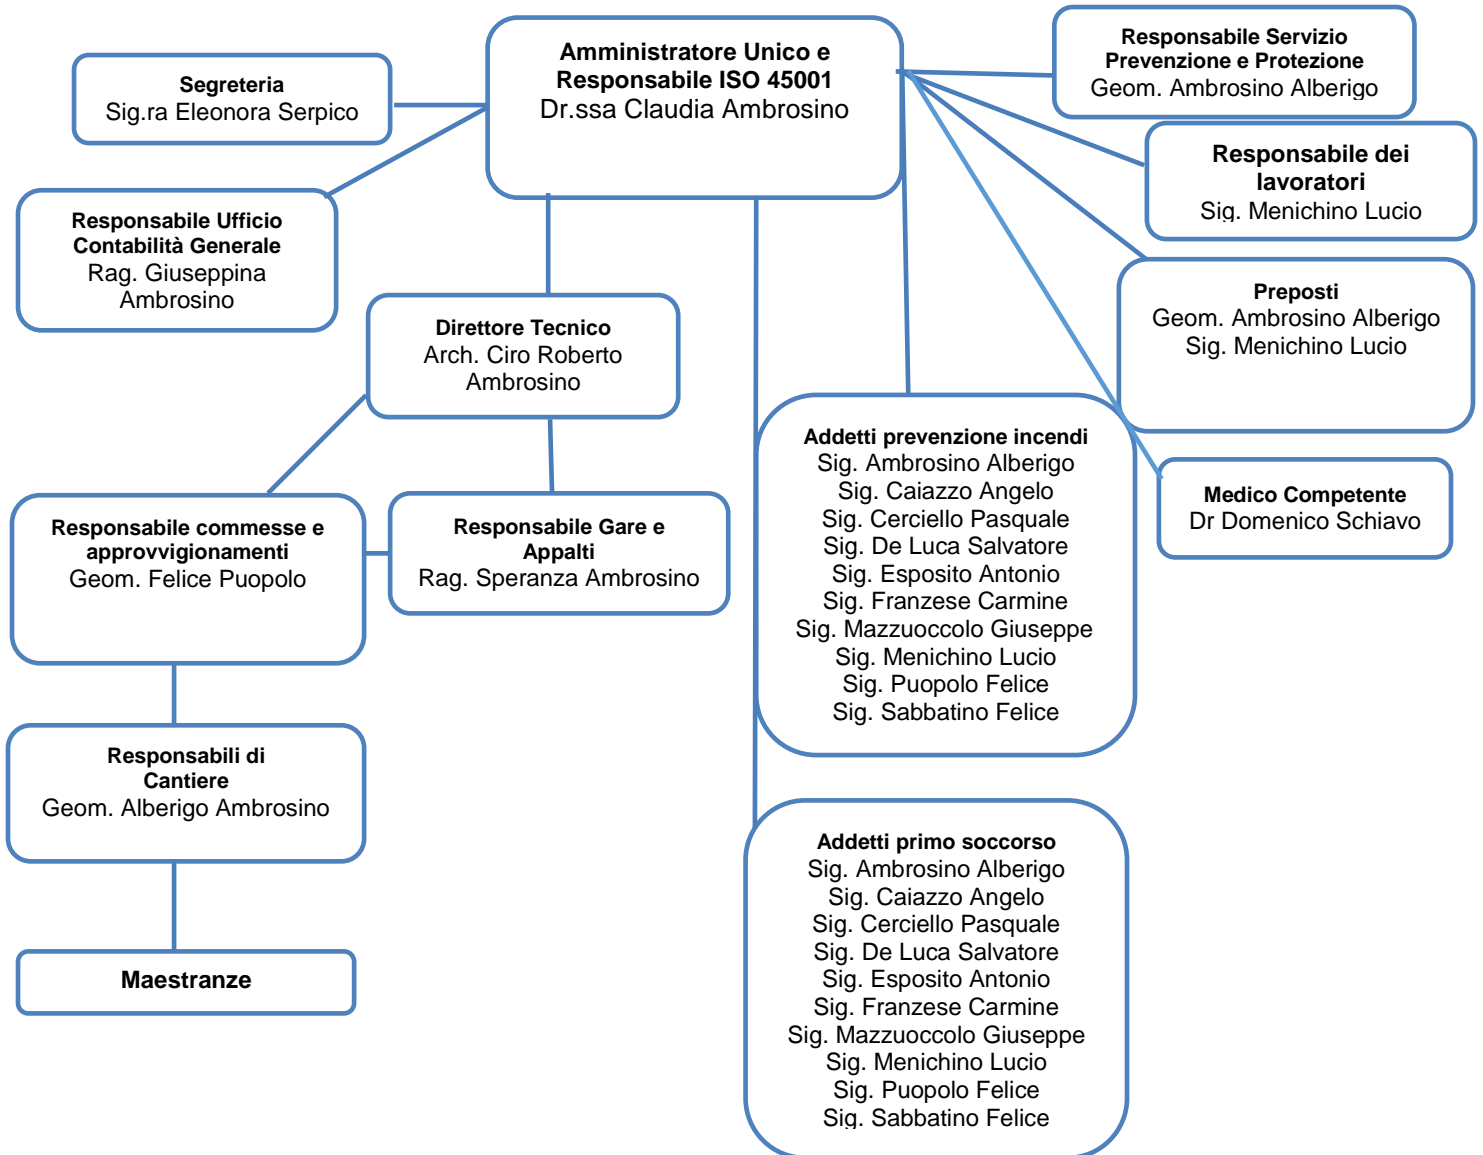 Amministratore Unico e
Responsabile ISO 45001
Dr.ssa Claudia Ambrosino
Segreteria
Sig.ra Eleonora Serpico
Responsabile Servizio
Prevenzione e Protezione
Geom. Ambrosino Alberigo
Responsabile dei
lavoratori
Sig. Menichino Lucio
Responsabile Ufficio
Contabilità Generale
Rag. Giuseppina
Ambrosino
Preposti
Geom. Ambrosino Alberigo
Sig. Menichino Lucio
Direttore Tecnico
Arch. Ciro Roberto
Ambrosino
Addetti prevenzione incendi
Sig. Ambrosino Alberigo
Sig. Caiazzo Angelo
Sig. Cerciello Pasquale
Sig. De Luca Salvatore
Sig. Esposito Antonio
Sig. Franzese Carmine
Sig. Mazzuoccolo Giuseppe
Sig. Menichino Lucio
Sig. Puopolo Felice
Sig. Sabbatino Felice
Medico Competente
Dr Domenico Schiavo
Responsabile commesse e
approvvigionamenti
Geom. Felice Puopolo
Responsabile Gare e
Appalti
Rag. Speranza Ambrosino
Responsabili di
Cantiere
Geom. Alberigo Ambrosino
Addetti primo soccorso
Sig. Ambrosino Alberigo
Sig. Caiazzo Angelo
Sig. Cerciello Pasquale
Sig. De Luca Salvatore
Sig. Esposito Antonio
Sig. Franzese Carmine
Sig. Mazzuoccolo Giuseppe
Sig. Menichino Lucio
Sig. Puopolo Felice
Sig. Sabbatino Felice
Maestranze